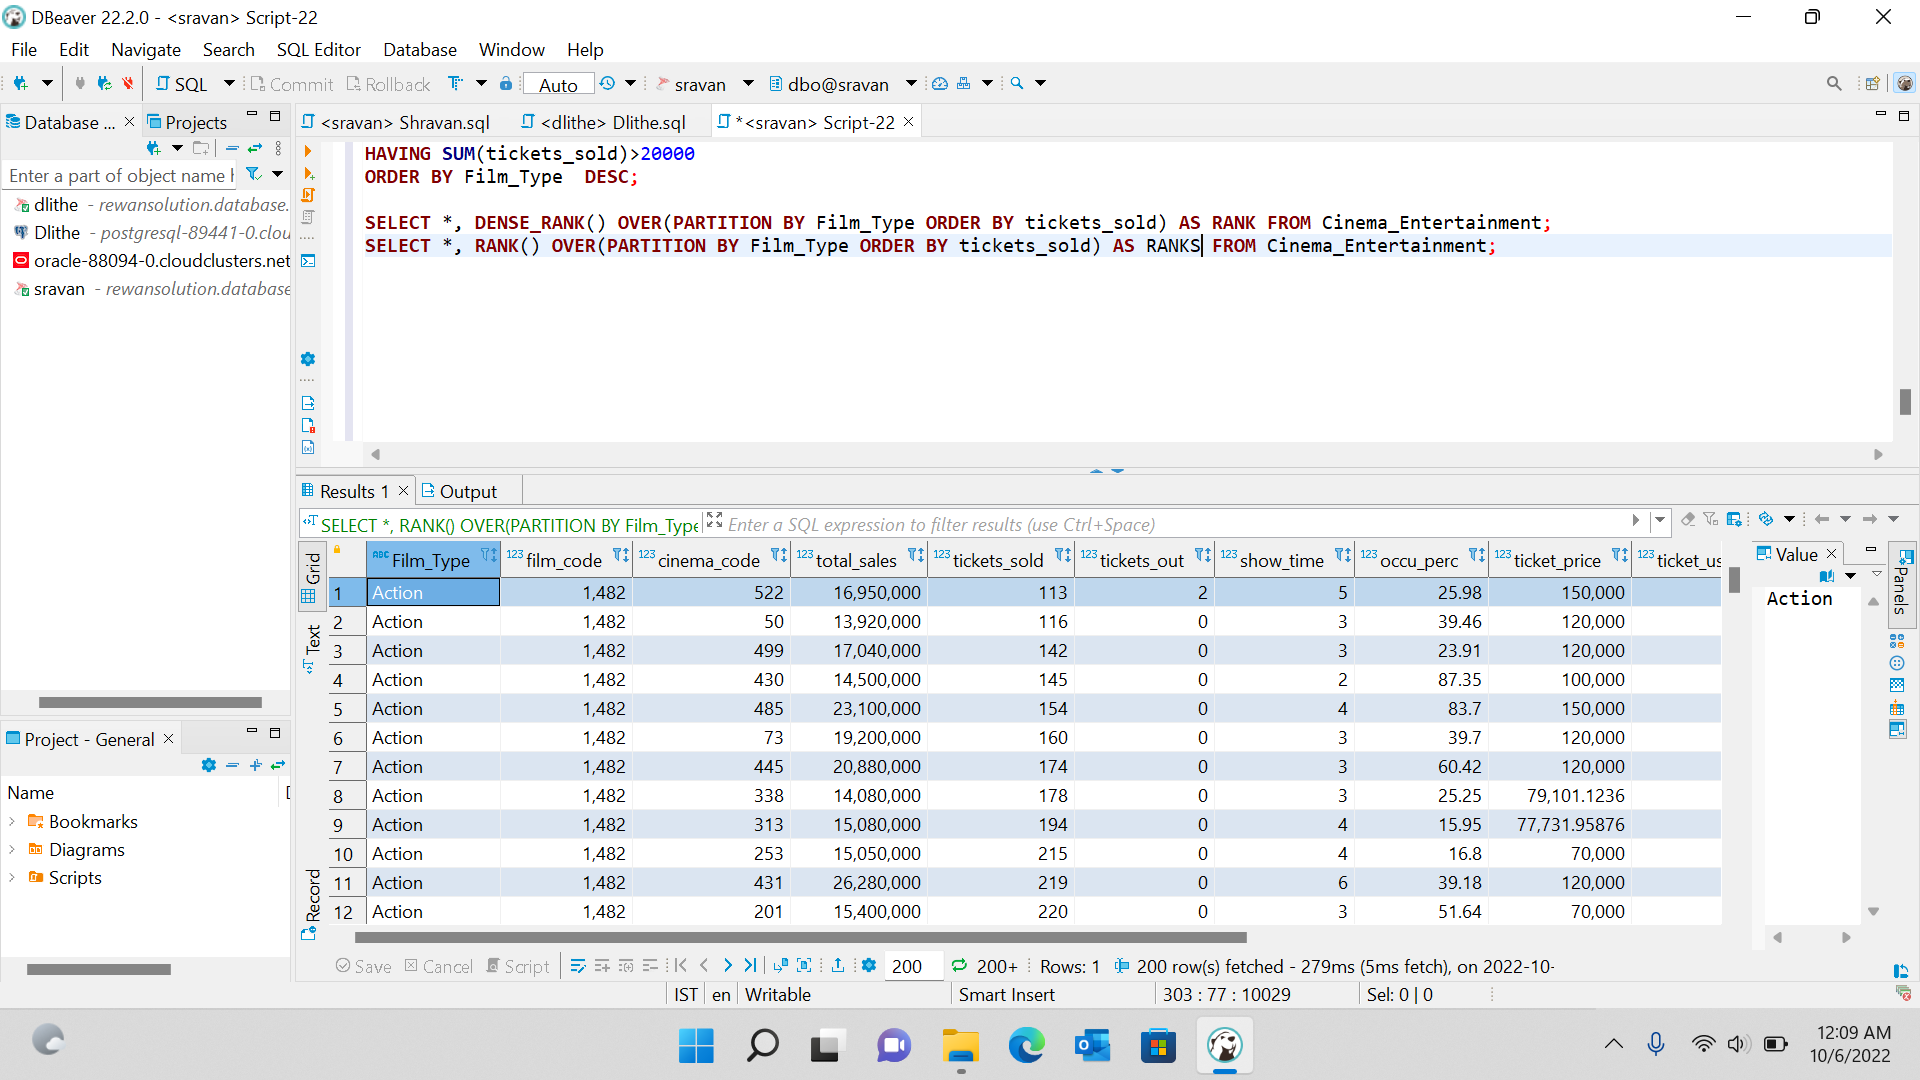 DBeaver 22.2.0 - <sravan> Script-22
File Edit Navigate Search SQL Editor Database Window Help
SQL Commit Rollback Auto sravan dbo@sravan
Database ... Projects
<sravan> Shravan.sql <dlithe> Dlithe.sql *<sravan> Script-22
Enter a part of object name h
dlithe - rewansolution.database.
Dlithe - postgresql-89441-0.clou
oracle-88094-0.cloudclusters.net
sravan - rewansolution.database
HAVING SUM(tickets_sold)>20000
ORDER BY Film_Type  DESC;
SELECT *, DENSE_RANK() OVER(PARTITION BY Film_Type ORDER BY tickets_sold) AS RANK FROM Cinema_Entertainment;
SELECT *, RANK() OVER(PARTITION BY Film_Type ORDER BY tickets_sold) AS RANKS FROM Cinema_Entertainment;
Project - General
Name
Bookmarks
Diagrams
Scripts
Results 1 Output
SELECT *, RANK() OVER(PARTITION BY Film_Type Enter a SQL expression to filter results (use Ctrl+Space)
Grid
Text
Record
ABC Film_Type 123 film_code 123 cinema_code 123 total_sales 123 tickets_sold 123 tickets_out 123 show_time 123 occu_perc 123 ticket_price 123 ticket_us
1 Action 1,482 522 16,950,000 113 2 5 25.98 150,000
2 Action 1,482 50 13,920,000 116 0 3 39.46 120,000
3 Action 1,482 499 17,040,000 142 0 3 23.91 120,000
4 Action 1,482 430 14,500,000 145 0 2 87.35 100,000
5 Action 1,482 485 23,100,000 154 0 4 83.7 150,000
6 Action 1,482 73 19,200,000 160 0 3 39.7 120,000
7 Action 1,482 445 20,880,000 174 0 3 60.42 120,000
8 Action 1,482 338 14,080,000 178 0 3 25.25 79,101.1236
9 Action 1,482 313 15,080,000 194 0 4 15.95 77,731.95876
10 Action 1,482 253 15,050,000 215 0 4 16.8 70,000
11 Action 1,482 431 26,280,000 219 0 6 39.18 120,000
12 Action 1,482 201 15,400,000 220 0 3 51.64 70,000
Value
Action
Panels
Save Cancel Script 200 200+ Rows: 1 200 row(s) fetched - 279ms (5ms fetch), on 2022-10-
IST en Writable Smart Insert 303 : 77 : 10029 Sel: 0 | 0
12:09 AM
10/6/2022